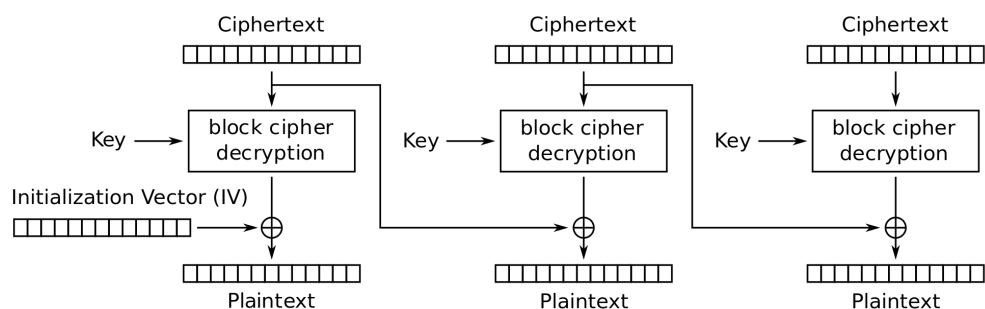 Ciphertext
Ciphertext
Ciphertext
Key
block cipher
decryption
Key
block cipher
decryption
Key
block cipher
decryption
Initialization Vector (IV)
Plaintext
Plaintext
Plaintext